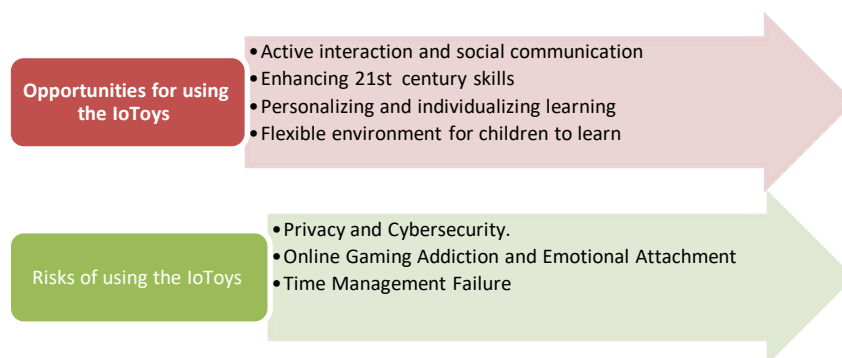 Opportunities for using
the IoToys
•Active interaction and social communication
•Enhancing 21st century skills
•Personalizing and individualizing learning
•Flexible environment for children to learn
Risks of using the IoToys
•Privacy and Cybersecurity.
•Online Gaming Addiction and Emotional Attachment
•Time Management Failure